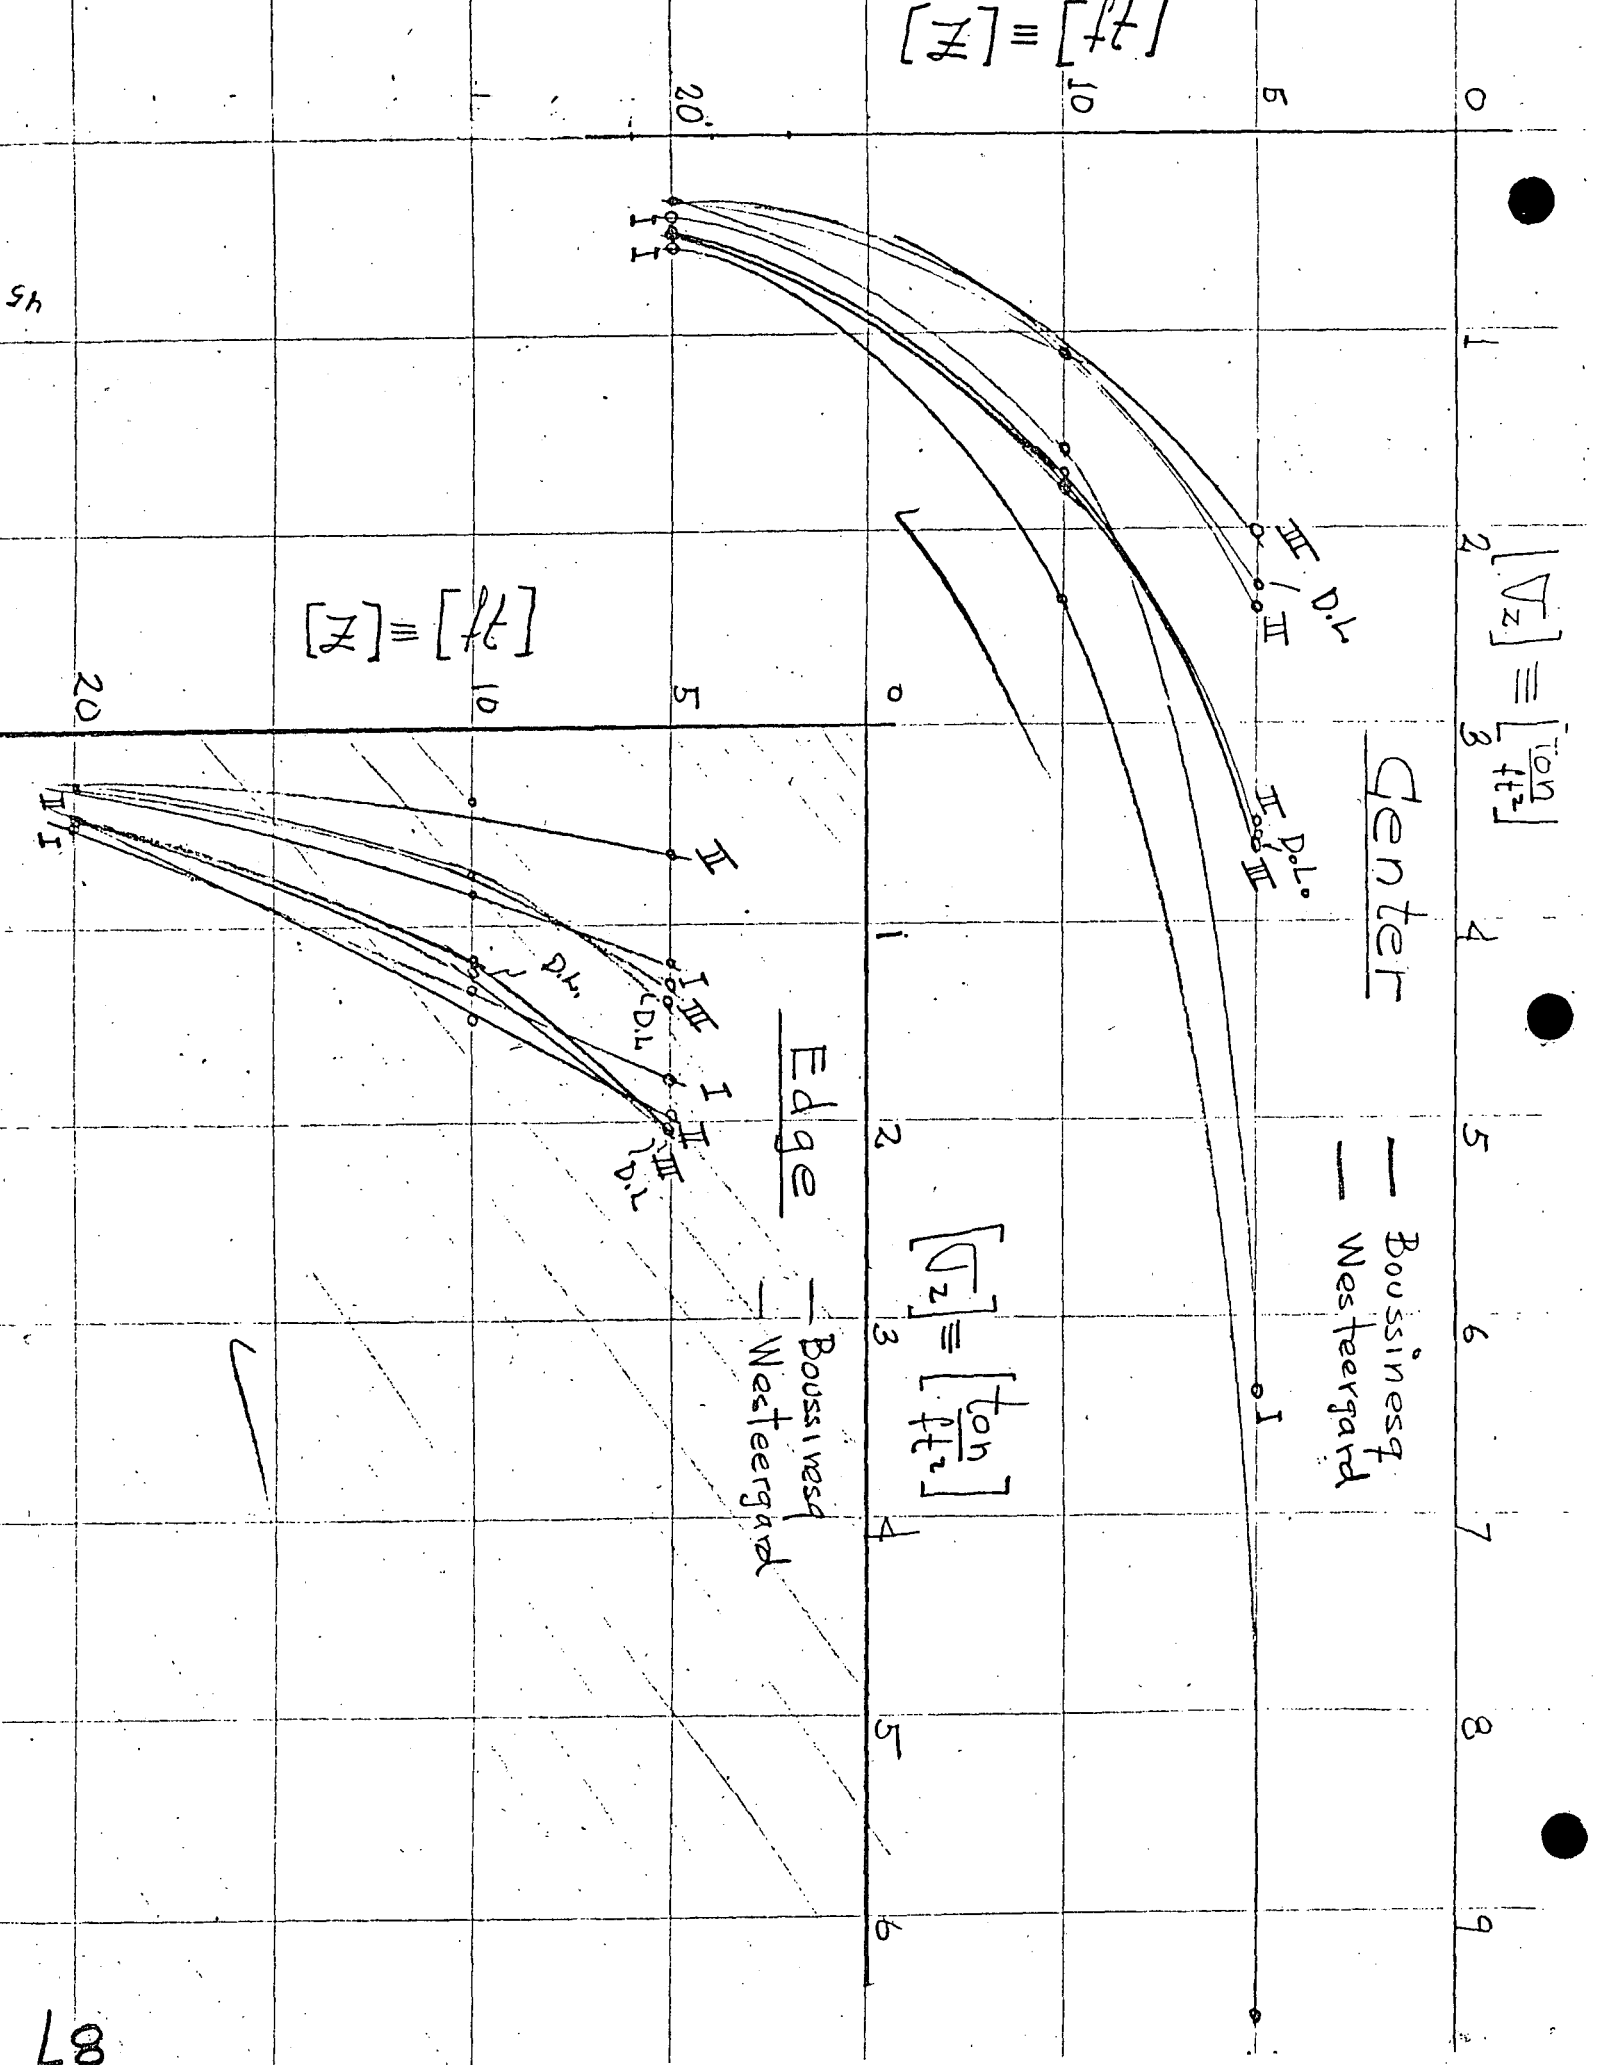 [σz] ≡ [Ton/ft²]
0 1 2 3 4 5 6 7 8 9
5
10
20
[Z] ≡ [ft]
Center
— Boussinesq
— Westeergard
III
D.L.
II
II
D.L.
III
I
I
I
[σz] ≡ [ton/ft²]
0 1 2 3 4 5 6
5
10
20
[Z] ≡ [ft]
Edge
— Boussinesq
— Westeergard
II
I
III
D.L
I
II
III
D.L
D.L.
II
I
45
87